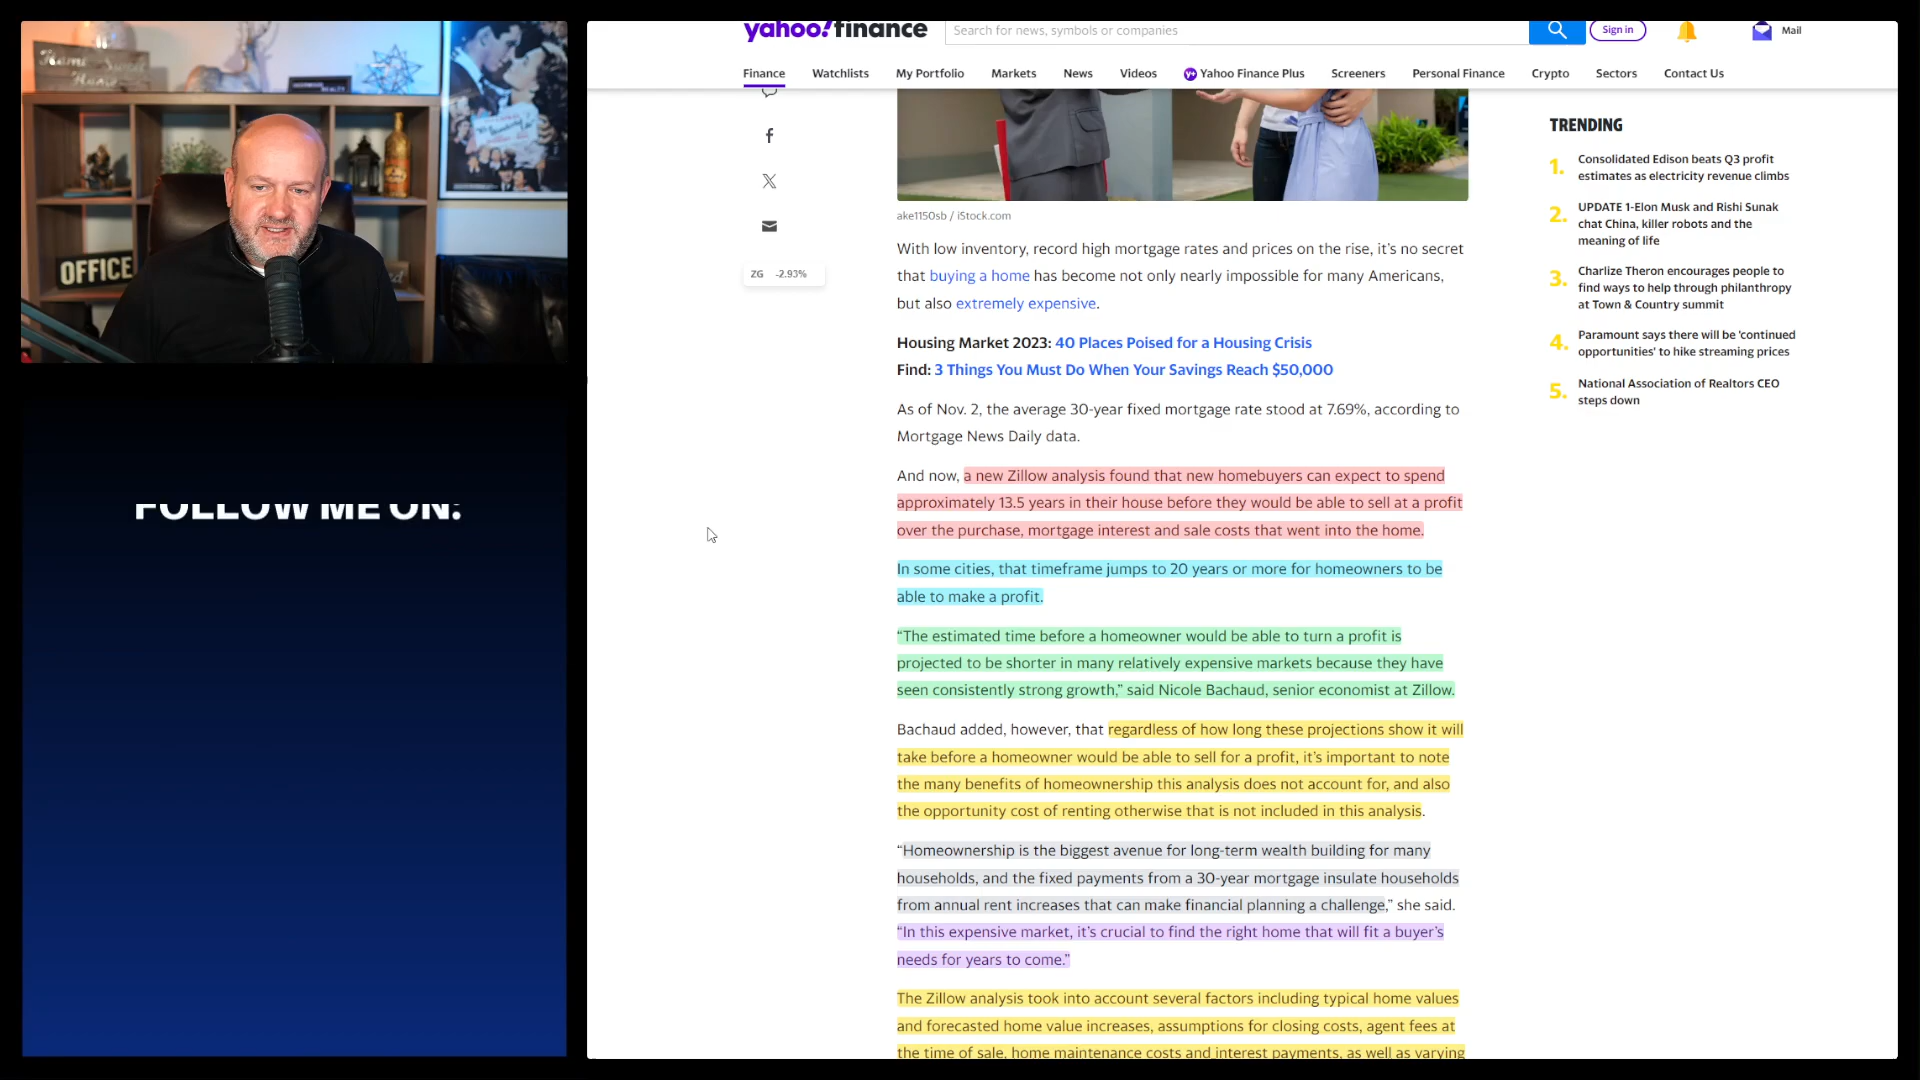 Home Sweet Home
OFFICE
FOLLOW ME ON:
yahoo!finance
Search for news, symbols or companies
Sign in
Mail
Finance
Watchlists
My Portfolio
Markets
News
Videos
Yahoo Finance Plus
Screeners
Personal Finance
Crypto
Sectors
Contact Us
ZG -2.93%
ake1150sb / iStock.com
With low inventory, record high mortgage rates and prices on the rise, it's no secret
that buying a home has become not only nearly impossible for many Americans,
but also extremely expensive.
Housing Market 2023: 40 Places Poised for a Housing Crisis
Find: 3 Things You Must Do When Your Savings Reach $50,000
As of Nov. 2, the average 30-year fixed mortgage rate stood at 7.69%, according to
Mortgage News Daily data.
And now, a new Zillow analysis found that new homebuyers can expect to spend
approximately 13.5 years in their house before they would be able to sell at a profit
over the purchase, mortgage interest and sale costs that went into the home.
In some cities, that timeframe jumps to 20 years or more for homeowners to be
able to make a profit.
“The estimated time before a homeowner would be able to turn a profit is
projected to be shorter in many relatively expensive markets because they have
seen consistently strong growth,” said Nicole Bachaud, senior economist at Zillow.
Bachaud added, however, that regardless of how long these projections show it will
take before a homeowner would be able to sell for a profit, it's important to note
the many benefits of homeownership this analysis does not account for, and also
the opportunity cost of renting otherwise that is not included in this analysis.
“Homeownership is the biggest avenue for long-term wealth building for many
households, and the fixed payments from a 30-year mortgage insulate households
from annual rent increases that can make financial planning a challenge,” she said.
“In this expensive market, it's crucial to find the right home that will fit a buyer's
needs for years to come.”
The Zillow analysis took into account several factors including typical home values
and forecasted home value increases, assumptions for closing costs, agent fees at
the time of sale, home maintenance costs and interest payments, as well as varying
TRENDING
1. Consolidated Edison beats Q3 profit
estimates as electricity revenue climbs
2. UPDATE 1-Elon Musk and Rishi Sunak
chat China, killer robots and the
meaning of life
3. Charlize Theron encourages people to
find ways to help through philanthropy
at Town & Country summit
4. Paramount says there will be 'continued
opportunities' to hike streaming prices
5. National Association of Realtors CEO
steps down